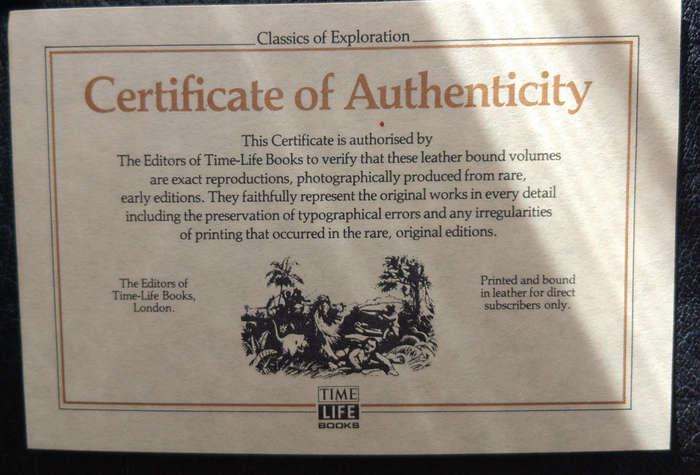 Classics of Exploration
Certificate of Authenticity
This Certificate is authorised by
The Editors of Time-Life Books to verify that these leather bound volumes
are exact reproductions, photographically produced from rare,
early editions. They faithfully represent the original works in every detail
including the preservation of typographical errors and any irregularities
of printing that occurred in the rare, original editions.
The Editors of
Time-Life Books,
London.
Printed and bound
in leather for direct
subscribers only.
TIME
LIFE
BOOKS